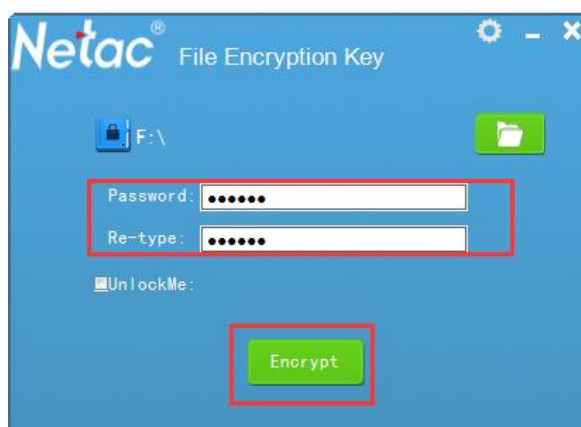 Netac® File Encryption Key
F:\
Password: ●●●●●●
Re-type: ●●●●●●
UnlockMe:
Encrypt